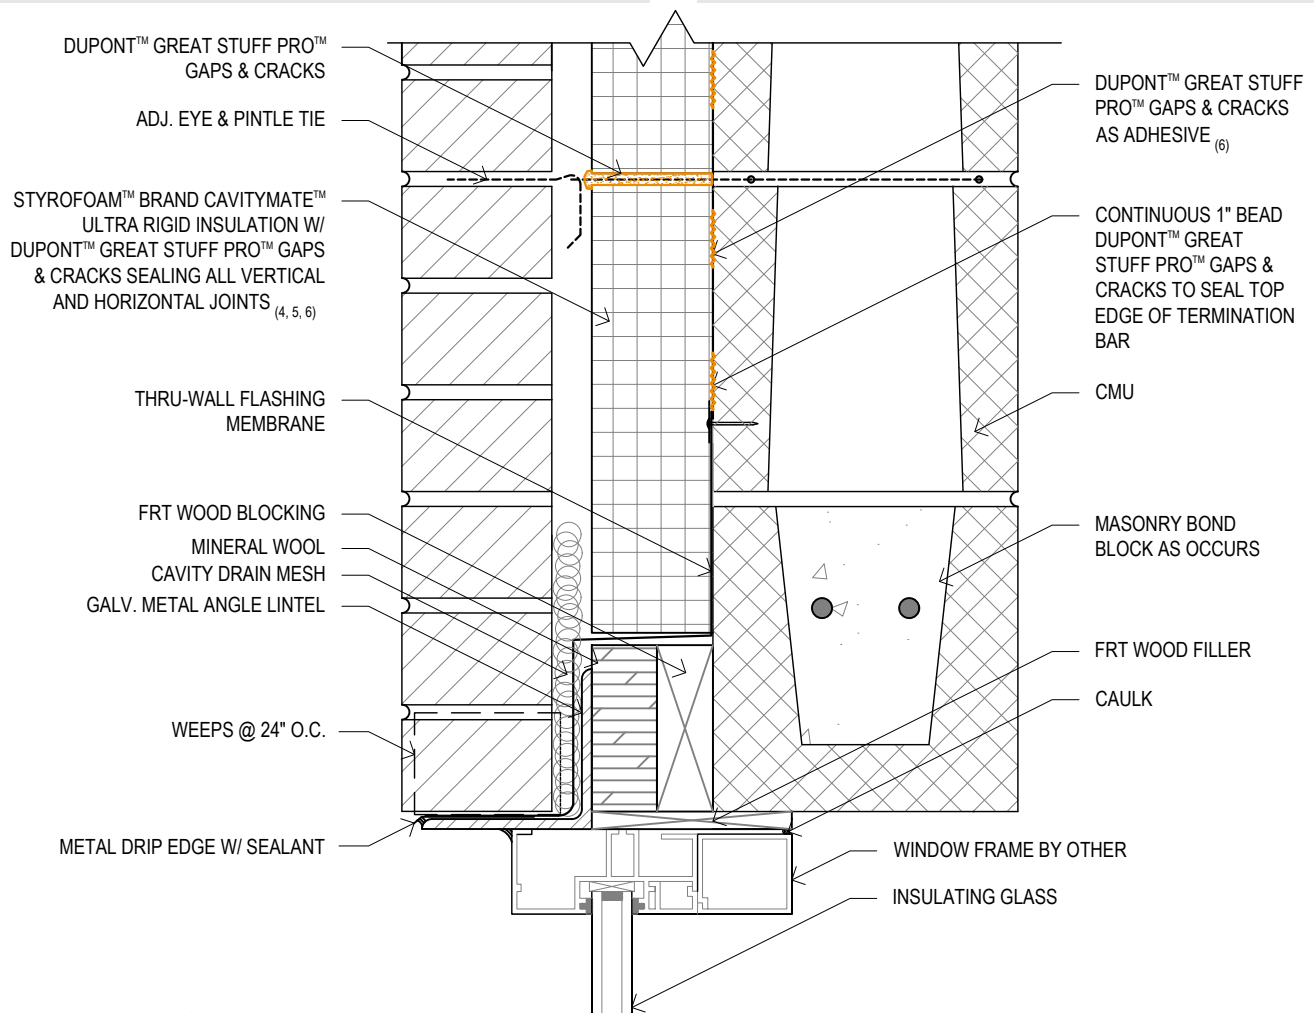 DUPONT™ GREAT STUFF PRO™
GAPS & CRACKS
ADJ. EYE & PINTLE TIE
STYROFOAM™ BRAND CAVITYMATE™
ULTRA RIGID INSULATION W/
DUPONT™ GREAT STUFF PRO™ GAPS
& CRACKS SEALING ALL VERTICAL
AND HORIZONTAL JOINTS (4, 5, 6)
THRU-WALL FLASHING
MEMBRANE
FRT WOOD BLOCKING
MINERAL WOOL
CAVITY DRAIN MESH
GALV. METAL ANGLE LINTEL
WEEPS @ 24" O.C.
METAL DRIP EDGE W/ SEALANT
DUPONT™ GREAT STUFF
PRO™ GAPS & CRACKS
AS ADHESIVE (6)
CONTINUOUS 1" BEAD
DUPONT™ GREAT
STUFF PRO™ GAPS &
CRACKS TO SEAL TOP
EDGE OF TERMINATION
BAR
CMU
MASONRY BOND
BLOCK AS OCCURS
FRT WOOD FILLER
CAULK
WINDOW FRAME BY OTHER
INSULATING GLASS